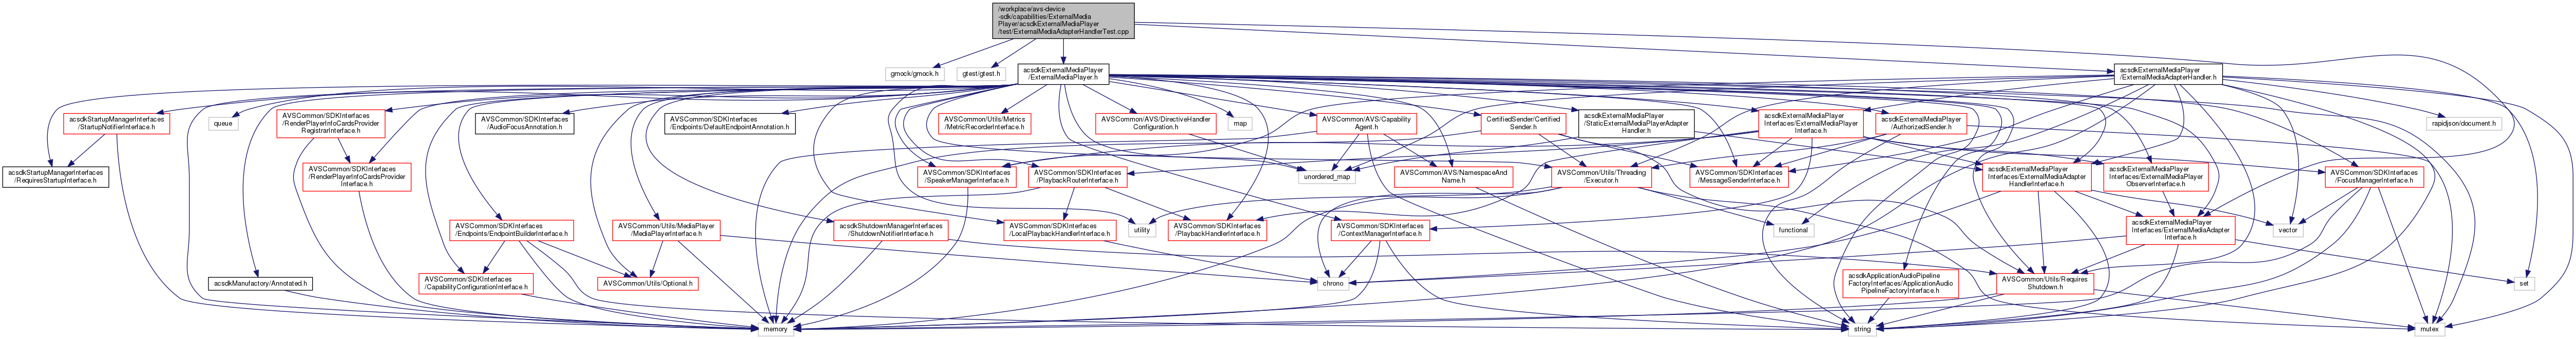 /workplace/avs-device
-sdk/capabilities/ExternalMedia
Player/acsdkExternalMediaPlayer
/test/ExternalMediaAdapterHandlerTest.cpp
gmock/gmock.h
gtest/gtest.h
acsdkExternalMediaPlayer
/ExternalMediaPlayer.h
acsdkExternalMediaPlayer
/ExternalMediaAdapterHandler.h
acsdkStartupManagerInterfaces
/StartupNotifierInterface.h
queue
AVSCommon/SDKInterfaces
/RenderPlayerInfoCardsProvider
RegistrarInterface.h
AVSCommon/SDKInterfaces
/AudioFocusAnnotation.h
AVSCommon/SDKInterfaces
/Endpoints/DefaultEndpointAnnotation.h
AVSCommon/Utils/Metrics
/MetricRecorderInterface.h
AVSCommon/AVS/DirectiveHandler
Configuration.h
map
AVSCommon/AVS/Capability
Agent.h
CertifiedSender/Certified
Sender.h
acsdkExternalMediaPlayer
/StaticExternalMediaPlayerAdapter
Handler.h
acsdkExternalMediaPlayer
Interfaces/ExternalMediaPlayer
Interface.h
acsdkExternalMediaPlayer
/AuthorizedSender.h
rapidjson/document.h
acsdkStartupManagerInterfaces
/RequiresStartupInterface.h
AVSCommon/SDKInterfaces
/RenderPlayerInfoCardsProvider
Interface.h
AVSCommon/SDKInterfaces
/SpeakerManagerInterface.h
AVSCommon/SDKInterfaces
/PlaybackRouterInterface.h
unordered_map
AVSCommon/AVS/NamespaceAnd
Name.h
AVSCommon/Utils/Threading
/Executor.h
AVSCommon/SDKInterfaces
/MessageSenderInterface.h
acsdkExternalMediaPlayer
Interfaces/ExternalMediaAdapter
HandlerInterface.h
acsdkExternalMediaPlayer
Interfaces/ExternalMediaPlayer
ObserverInterface.h
AVSCommon/SDKInterfaces
/FocusManagerInterface.h
AVSCommon/SDKInterfaces
/Endpoints/EndpointBuilderInterface.h
AVSCommon/Utils/MediaPlayer
/MediaPlayerInterface.h
acsdkShutdownManagerInterfaces
/ShutdownNotifierInterface.h
AVSCommon/SDKInterfaces
/LocalPlaybackHandlerInterface.h
utility
AVSCommon/SDKInterfaces
/PlaybackHandlerInterface.h
AVSCommon/SDKInterfaces
/ContextManagerInterface.h
functional
acsdkExternalMediaPlayer
Interfaces/ExternalMediaAdapter
Interface.h
vector
acsdkManufactory/Annotated.h
AVSCommon/SDKInterfaces
/CapabilityConfigurationInterface.h
AVSCommon/Utils/Optional.h
chrono
acsdkApplicationAudioPipeline
FactoryInterfaces/ApplicationAudio
PipelineFactoryInterface.h
AVSCommon/Utils/Requires
Shutdown.h
set
memory
string
mutex